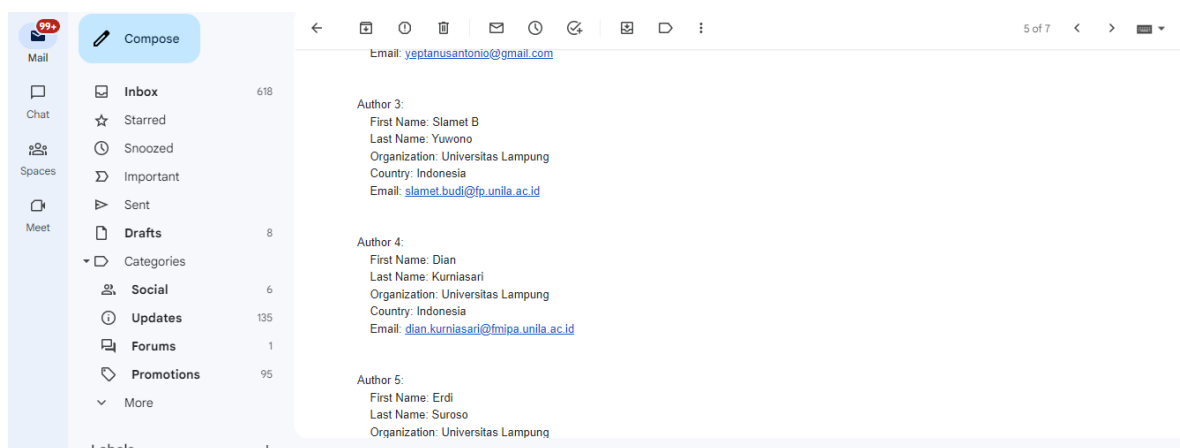 99+
Mail
Chat
Spaces
Meet
Compose
Inbox 618
Starred
Snoozed
Important
Sent
Drafts 8
Categories
Social 6
Updates 135
Forums 1
Promotions 95
More
Labels
5 of 7
Email: yeptanusantonio@gmail.com
Author 3:
First Name: Slamet B
Last Name: Yuwono
Organization: Universitas Lampung
Country: Indonesia
Email: slamet.budi@fp.unila.ac.id
Author 4:
First Name: Dian
Last Name: Kurniasari
Organization: Universitas Lampung
Country: Indonesia
Email: dian.kurniasari@fmipa.unila.ac.id
Author 5:
First Name: Erdi
Last Name: Suroso
Organization: Universitas Lampung